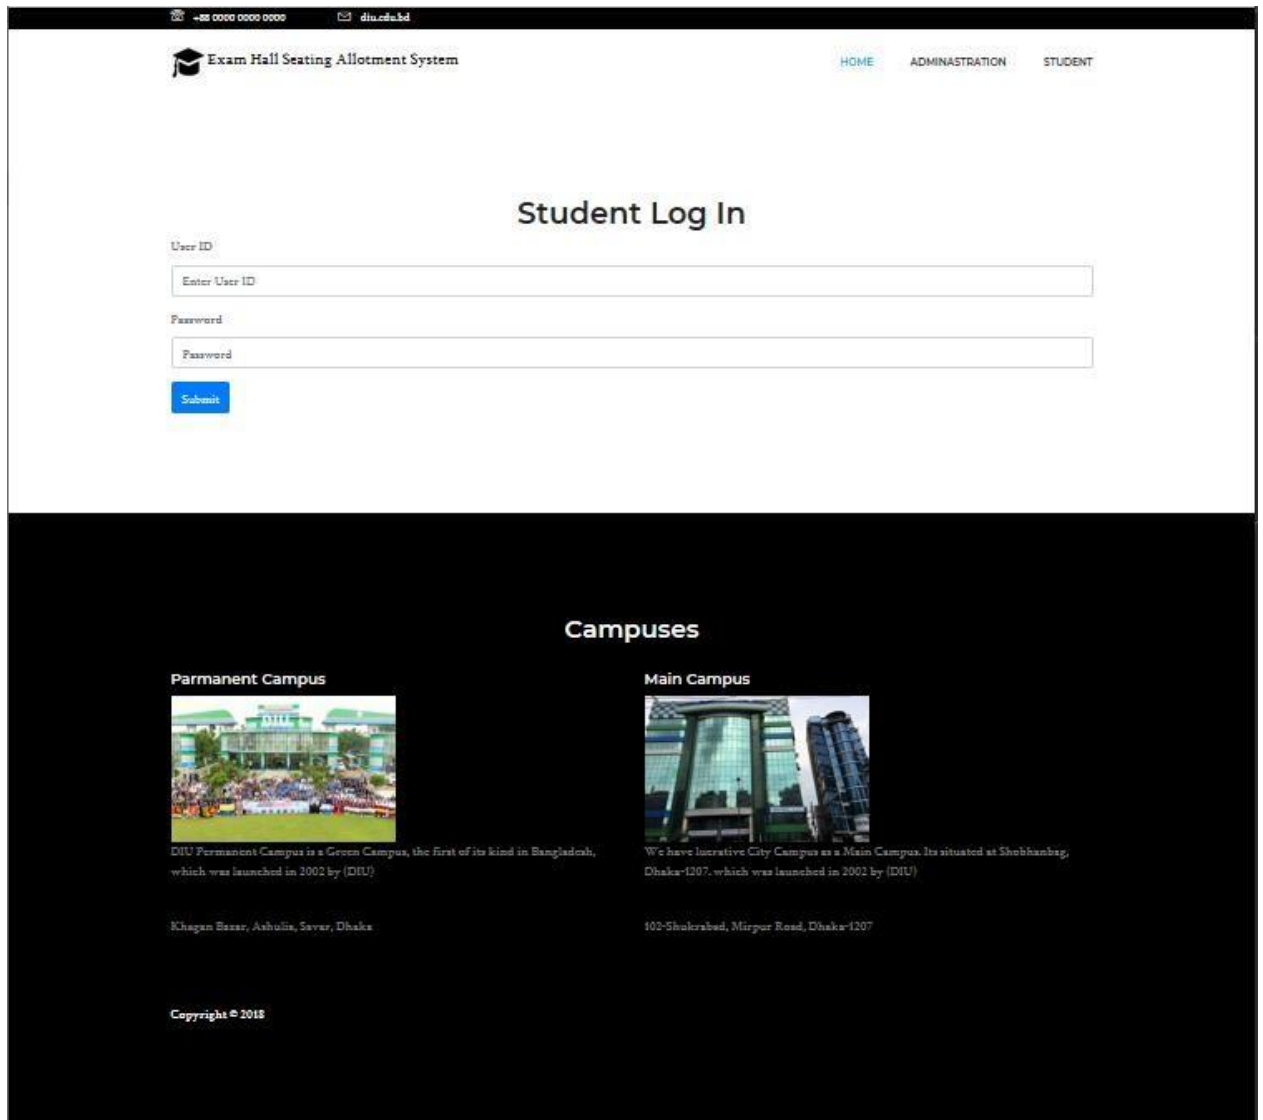 +88 0000 0000 0000 diu.edu.bd
Exam Hall Seating Allotment System
HOME ADMINASTRATION STUDENT
Student Log In
User ID
Enter User ID
Password
Password
Submit
Campuses
Parmanent Campus
DIU
DIU Permanent Campus is a Green Campus, the first of its kind in Bangladesh,
which was launched in 2002 by (DIU)
Khagan Bazar, Ashulia, Savar, Dhaka
Main Campus
We have lucrative City Campus as a Main Campus. Its situated at Shobhanbag,
Dhaka-1207. which was launched in 2002 by (DIU)
102-Shukrabad, Mirpur Road, Dhaka-1207
Copyright © 2018